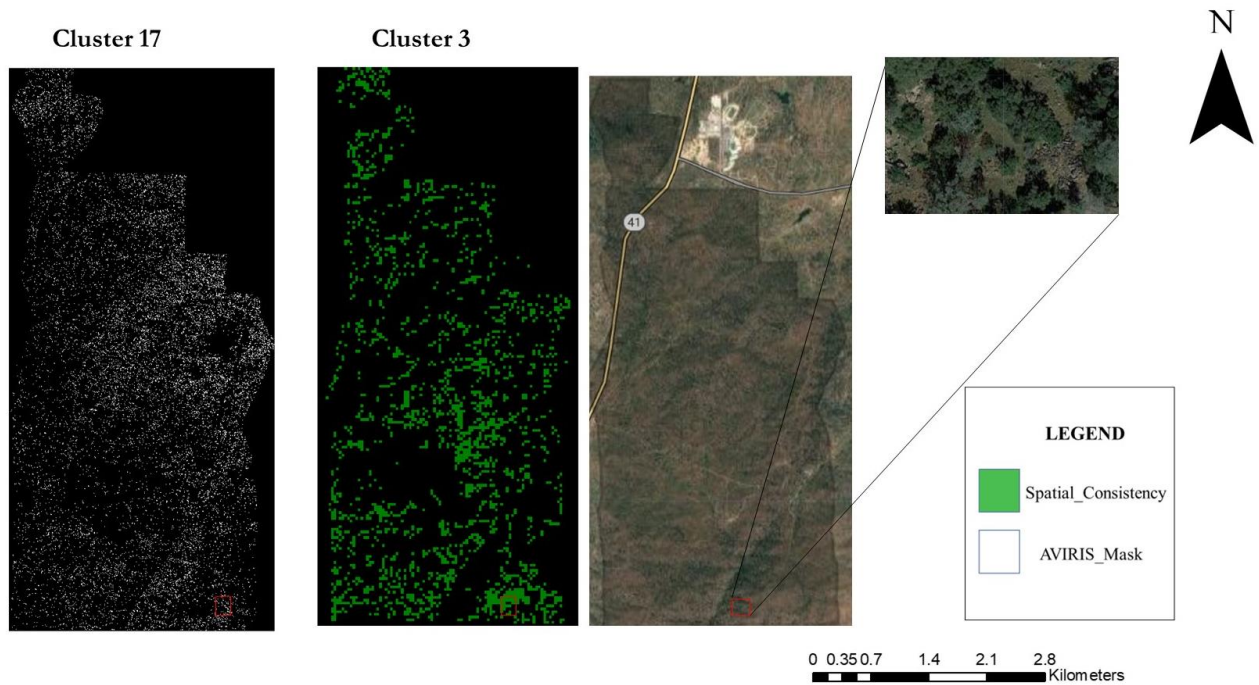 Cluster 17
Cluster 3
N
41
LEGEND
Spatial_Consistency
AVIRIS_Mask
0 0.35 0.7 1.4 2.1 2.8
Kilometers